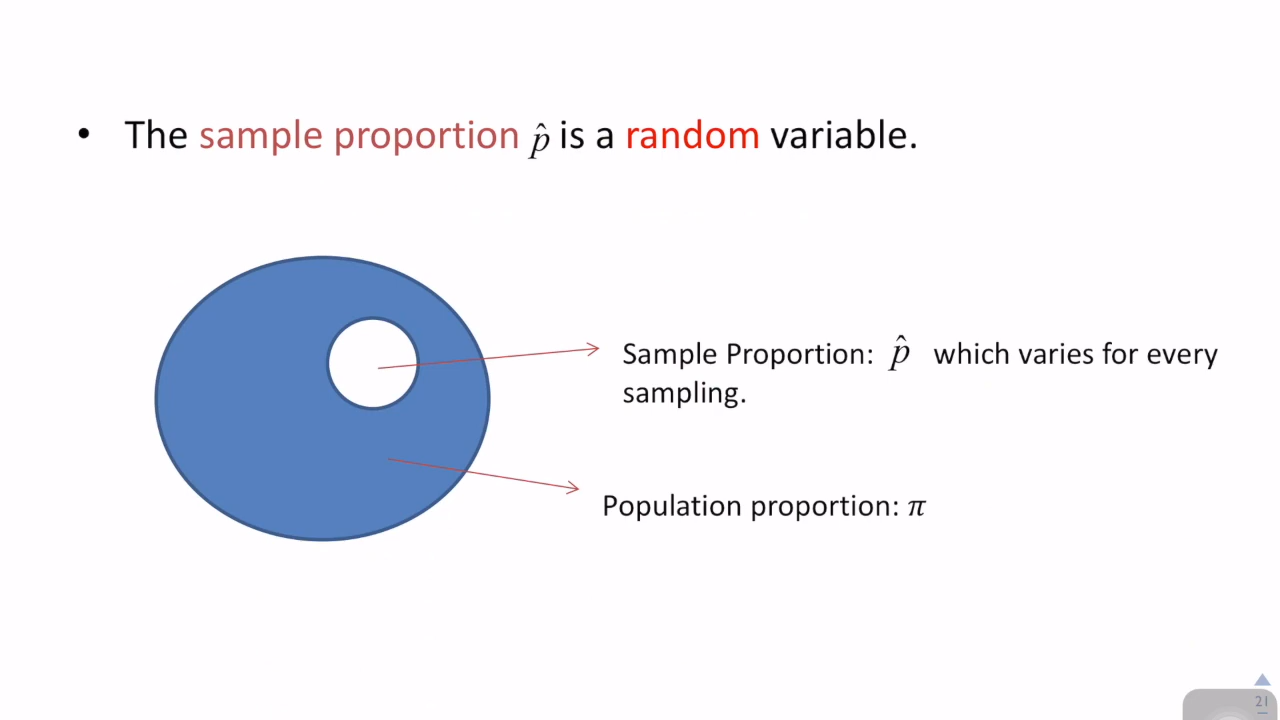 • The sample proportion p̂ is a random variable.
Sample Proportion: p̂ which varies for every
sampling.
Population proportion: π
21